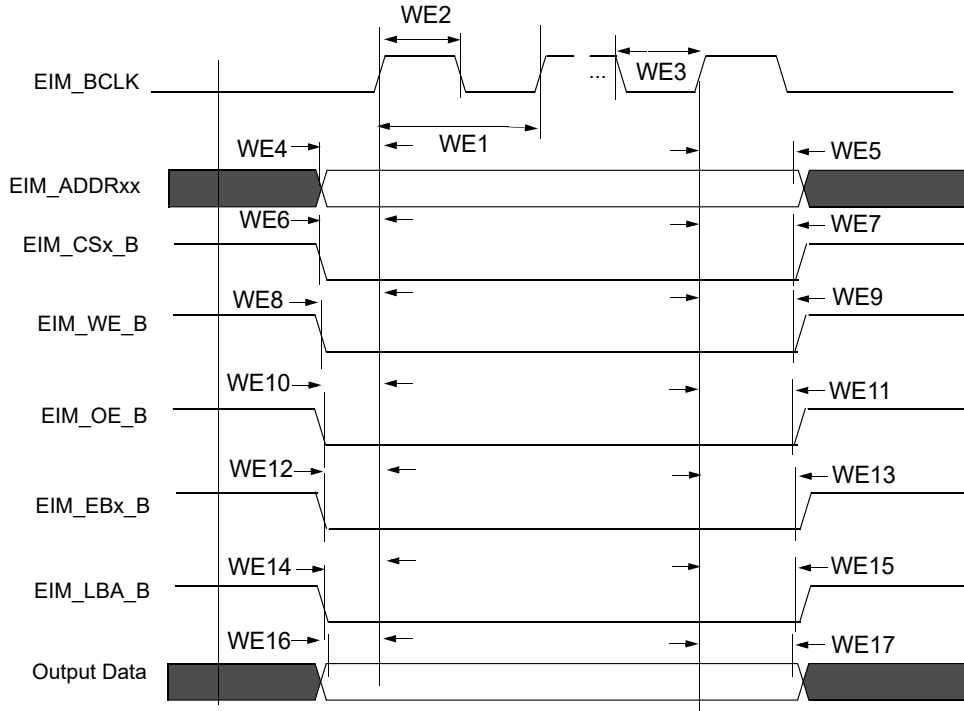 WE2
EIM_BCLK
...
WE3
WE1
WE4
WE5
EIM_ADDRxx
WE6
WE7
EIM_CSx_B
WE8
WE9
EIM_WE_B
WE10
WE11
EIM_OE_B
WE12
WE13
EIM_EBx_B
WE14
WE15
EIM_LBA_B
WE16
WE17
Output Data